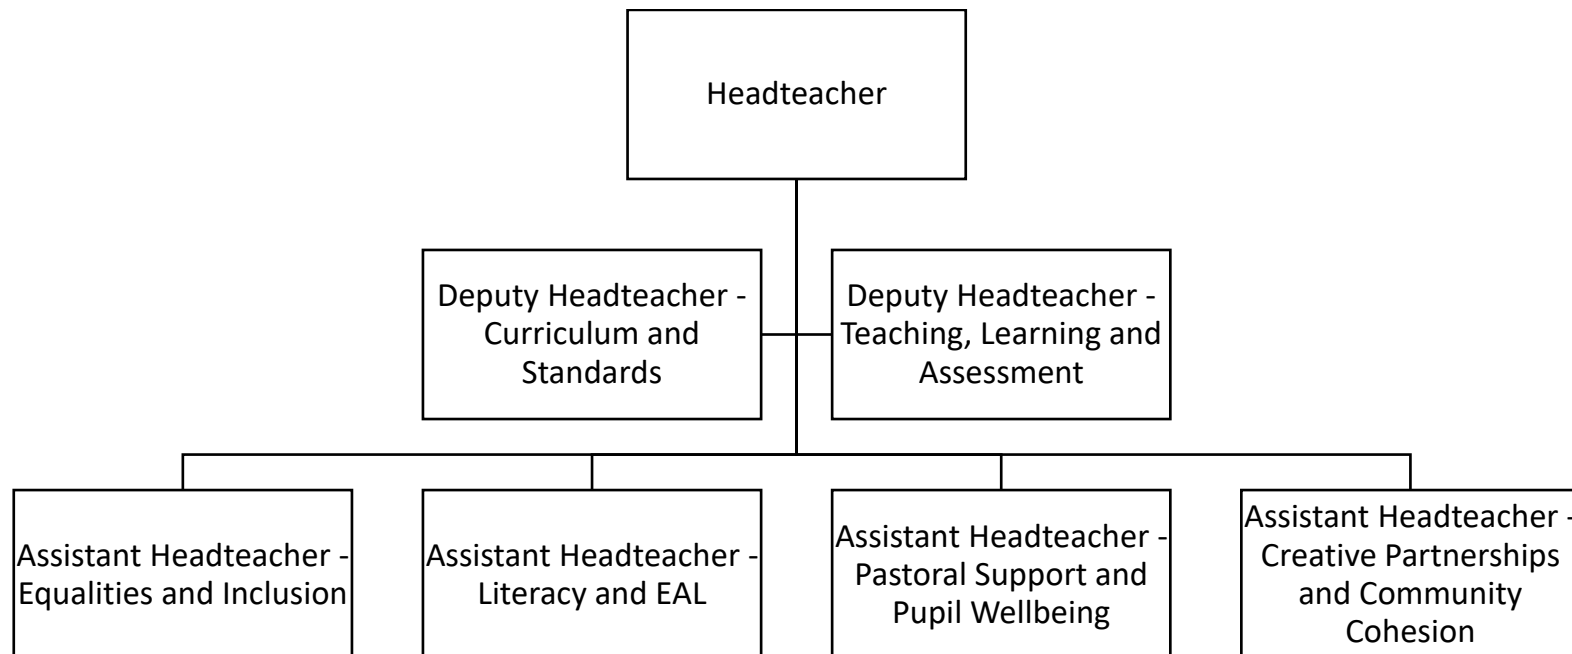 Headteacher
Deputy Headteacher -
Curriculum and
Standards
Deputy Headteacher -
Teaching, Learning and
Assessment
Assistant Headteacher -
Equalities and Inclusion
Assistant Headteacher -
Literacy and EAL
Assistant Headteacher -
Pastoral Support and
Pupil Wellbeing
Assistant Headteacher -
Creative Partnerships
and Community
Cohesion